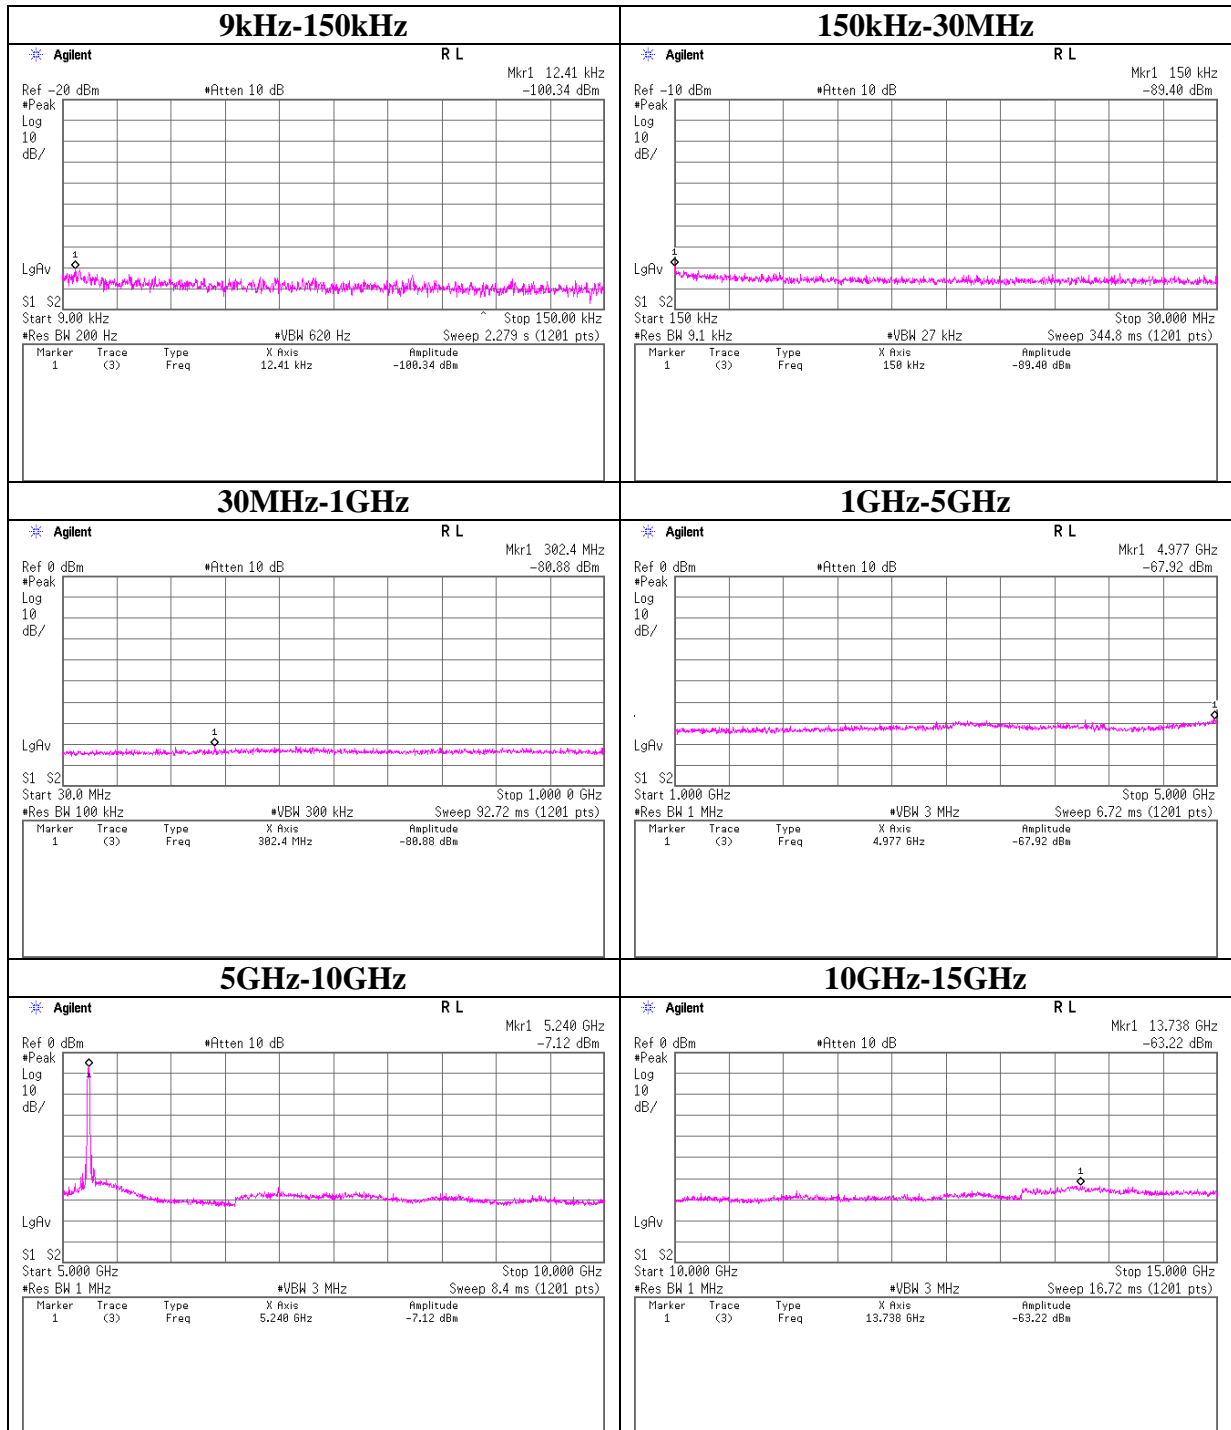 9kHz-150kHz
Agilent R L
Mkr1 12.41 kHz
Ref -20 dBm #Atten 10 dB -100.34 dBm
#Peak
Log
10
dB/
1
LgAv
S1 S2
Start 9.00 kHz ^ Stop 150.00 kHz
#Res BW 200 Hz #VBW 620 Hz Sweep 2.279 s (1201 pts)
Marker Trace Type X Axis Amplitude
1 (3) Freq 12.41 kHz -100.34 dBm
150kHz-30MHz
Agilent R L
Mkr1 150 kHz
Ref -10 dBm #Atten 10 dB -89.40 dBm
#Peak
Log
10
dB/
1
LgAv
S1 S2
Start 150 kHz Stop 30.000 MHz
#Res BW 9.1 kHz #VBW 27 kHz Sweep 344.8 ms (1201 pts)
Marker Trace Type X Axis Amplitude
1 (3) Freq 150 kHz -89.40 dBm
30MHz-1GHz
Agilent R L
Mkr1 302.4 MHz
Ref 0 dBm #Atten 10 dB -80.88 dBm
#Peak
Log
10
dB/
1
LgAv
S1 S2
Start 30.0 MHz Stop 1.000 0 GHz
#Res BW 100 kHz #VBW 300 kHz Sweep 92.72 ms (1201 pts)
Marker Trace Type X Axis Amplitude
1 (3) Freq 302.4 MHz -80.88 dBm
1GHz-5GHz
Agilent R L
Mkr1 4.977 GHz
Ref 0 dBm #Atten 10 dB -67.92 dBm
#Peak
Log
10
dB/
1
LgAv
S1 S2
Start 1.000 GHz Stop 5.000 GHz
#Res BW 1 MHz #VBW 3 MHz Sweep 6.72 ms (1201 pts)
Marker Trace Type X Axis Amplitude
1 (3) Freq 4.977 GHz -67.92 dBm
5GHz-10GHz
Agilent R L
Mkr1 5.240 GHz
Ref 0 dBm #Atten 10 dB -7.12 dBm
#Peak
Log
10
dB/
1
LgAv
S1 S2
Start 5.000 GHz Stop 10.000 GHz
#Res BW 1 MHz #VBW 3 MHz Sweep 8.4 ms (1201 pts)
Marker Trace Type X Axis Amplitude
1 (3) Freq 5.240 GHz -7.12 dBm
10GHz-15GHz
Agilent R L
Mkr1 13.738 GHz
Ref 0 dBm #Atten 10 dB -63.22 dBm
#Peak
Log
10
dB/
1
LgAv
S1 S2
Start 10.000 GHz Stop 15.000 GHz
#Res BW 1 MHz #VBW 3 MHz Sweep 16.72 ms (1201 pts)
Marker Trace Type X Axis Amplitude
1 (3) Freq 13.738 GHz -63.22 dBm